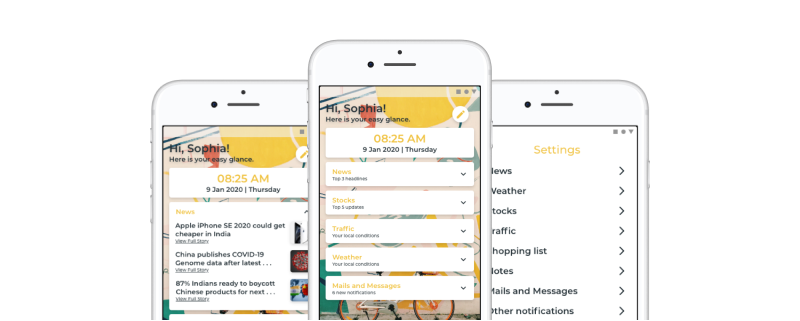 Hi, Sophia!
Here is your easy glance.
08:25 AM
9 Jan 2020 | Thursday
News
Apple iPhone SE 2020 could get
cheaper in India
View Full Story
China publishes COVID-19
Genome data after latest . . .
View Full Story
87% Indians ready to boycott
Chinese products for next . . .
View Full Story
Hi, Sophia!
Here is your easy glance.
08:25 AM
9 Jan 2020 | Thursday
News
Top 3 headlines
Stocks
Top 5 updates
Traffic
Your local conditions
Weather
Your local conditions
Mails and Messages
6 new notifications
Settings
News
Weather
Stocks
Traffic
Shopping list
Notes
Mails and Messages
Other notifications